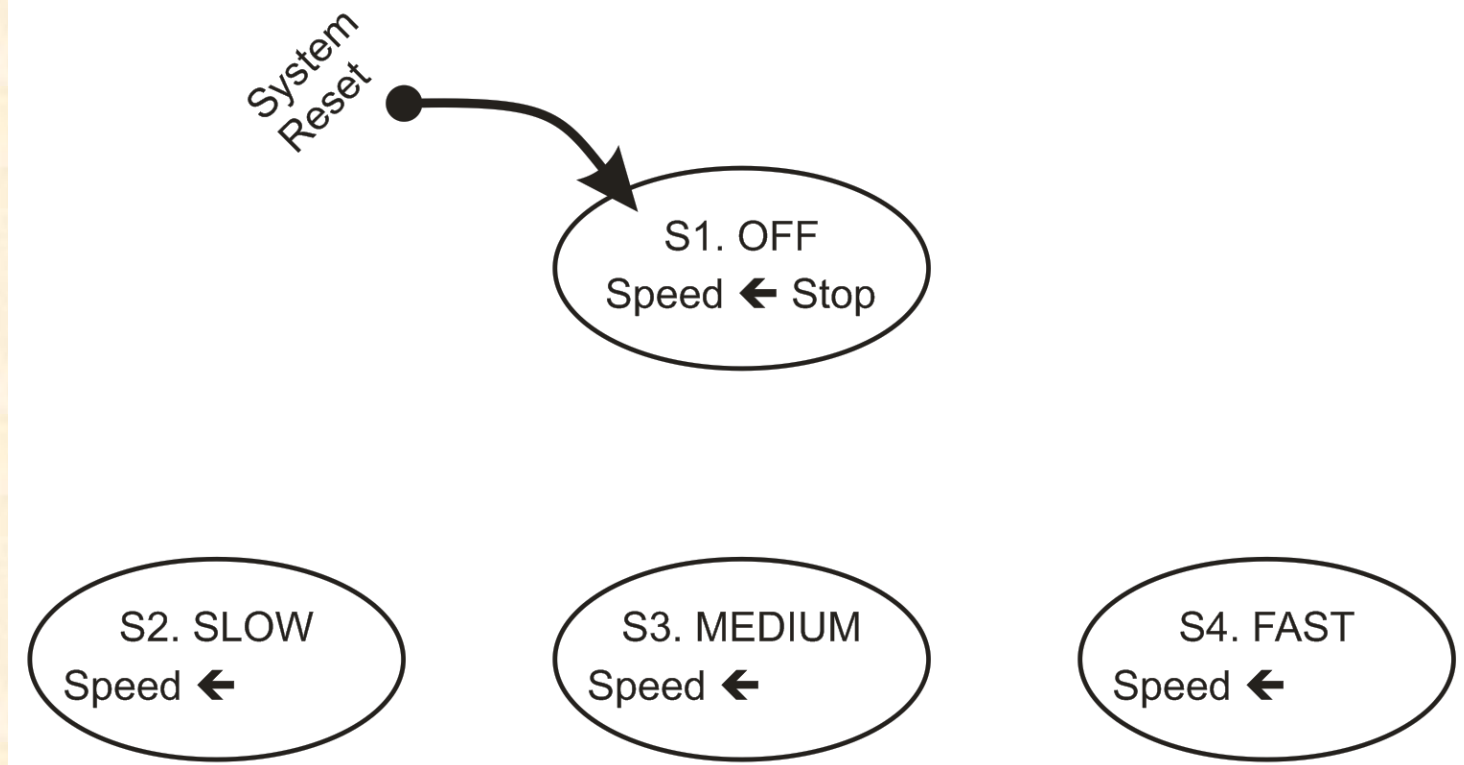 System
Reset
S1. OFF
Speed ← Stop
S2. SLOW
Speed ←
S3. MEDIUM
Speed ←
S4. FAST
Speed ←